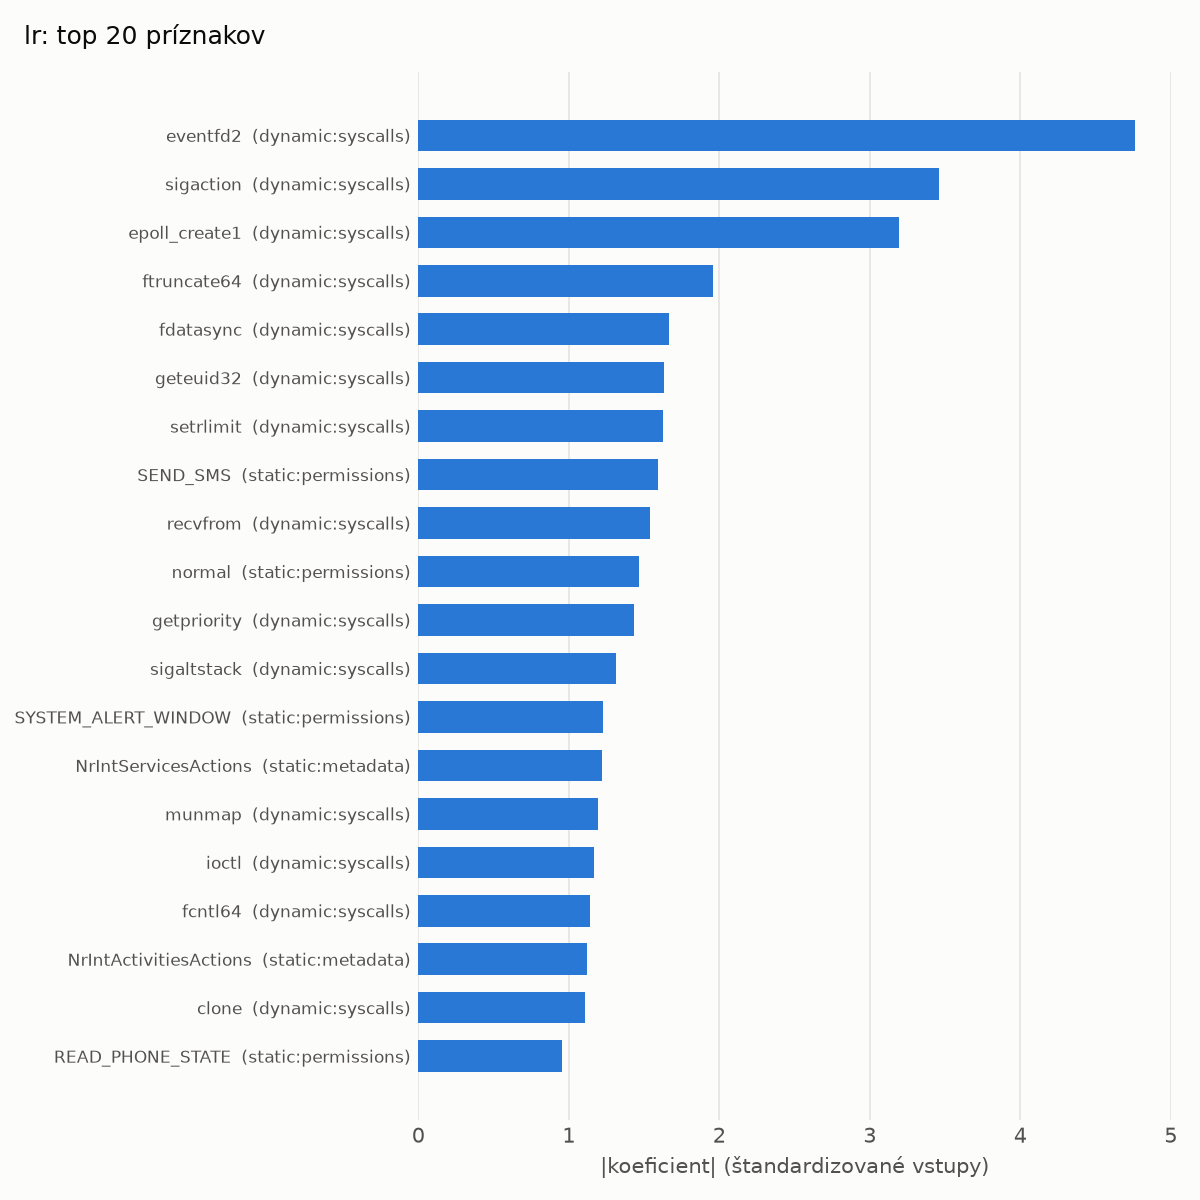 lr: top 20 príznakov
eventfd2 (dynamic:syscalls)
sigaction (dynamic:syscalls)
epoll_create1 (dynamic:syscalls)
ftruncate64 (dynamic:syscalls)
fdatasync (dynamic:syscalls)
geteuid32 (dynamic:syscalls)
setrlimit (dynamic:syscalls)
SEND_SMS (static:permissions)
recvfrom (dynamic:syscalls)
normal (static:permissions)
getpriority (dynamic:syscalls)
sigaltstack (dynamic:syscalls)
SYSTEM_ALERT_WINDOW (static:permissions)
NrIntServicesActions (static:metadata)
munmap (dynamic:syscalls)
ioctl (dynamic:syscalls)
fcntl64 (dynamic:syscalls)
NrIntActivitiesActions (static:metadata)
clone (dynamic:syscalls)
READ_PHONE_STATE (static:permissions)
0 1 2 3 4 5
|koeficient| (štandardizované vstupy)